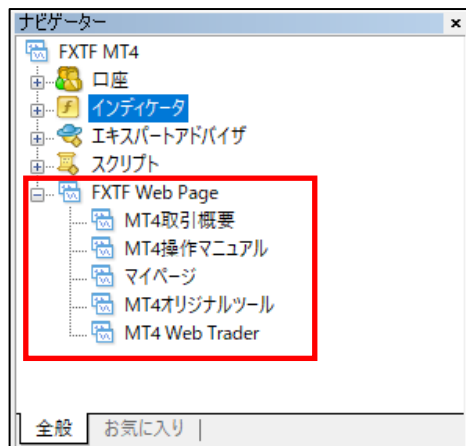 ナビゲーター
FXTF MT4
口座
インディケータ
エキスパートアドバイザ
スクリプト
FXTF Web Page
MT4取引概要
MT4操作マニュアル
マイページ
MT4オリジナルツール
MT4 Web Trader
全般 お気に入り